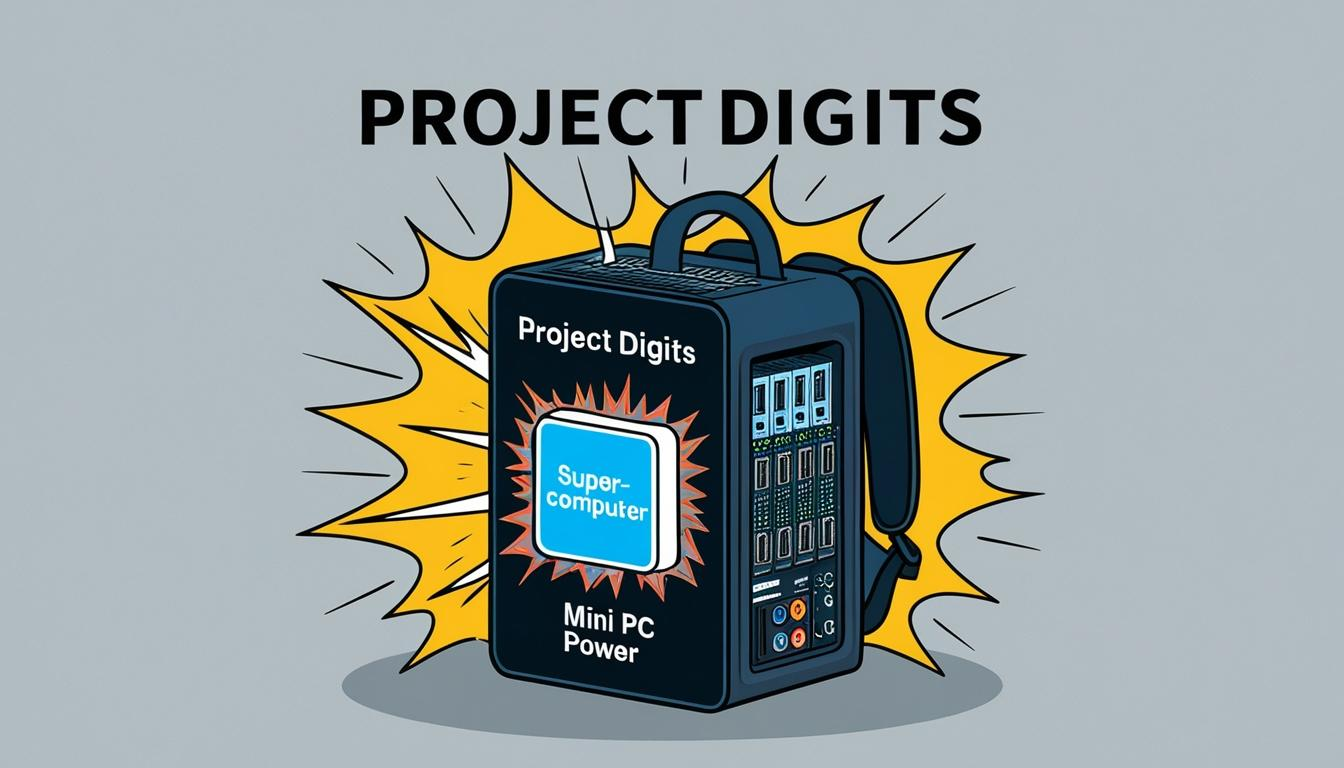 PROJECT DIGITS
Project Digits
Super-
computer
Mini PC
Power